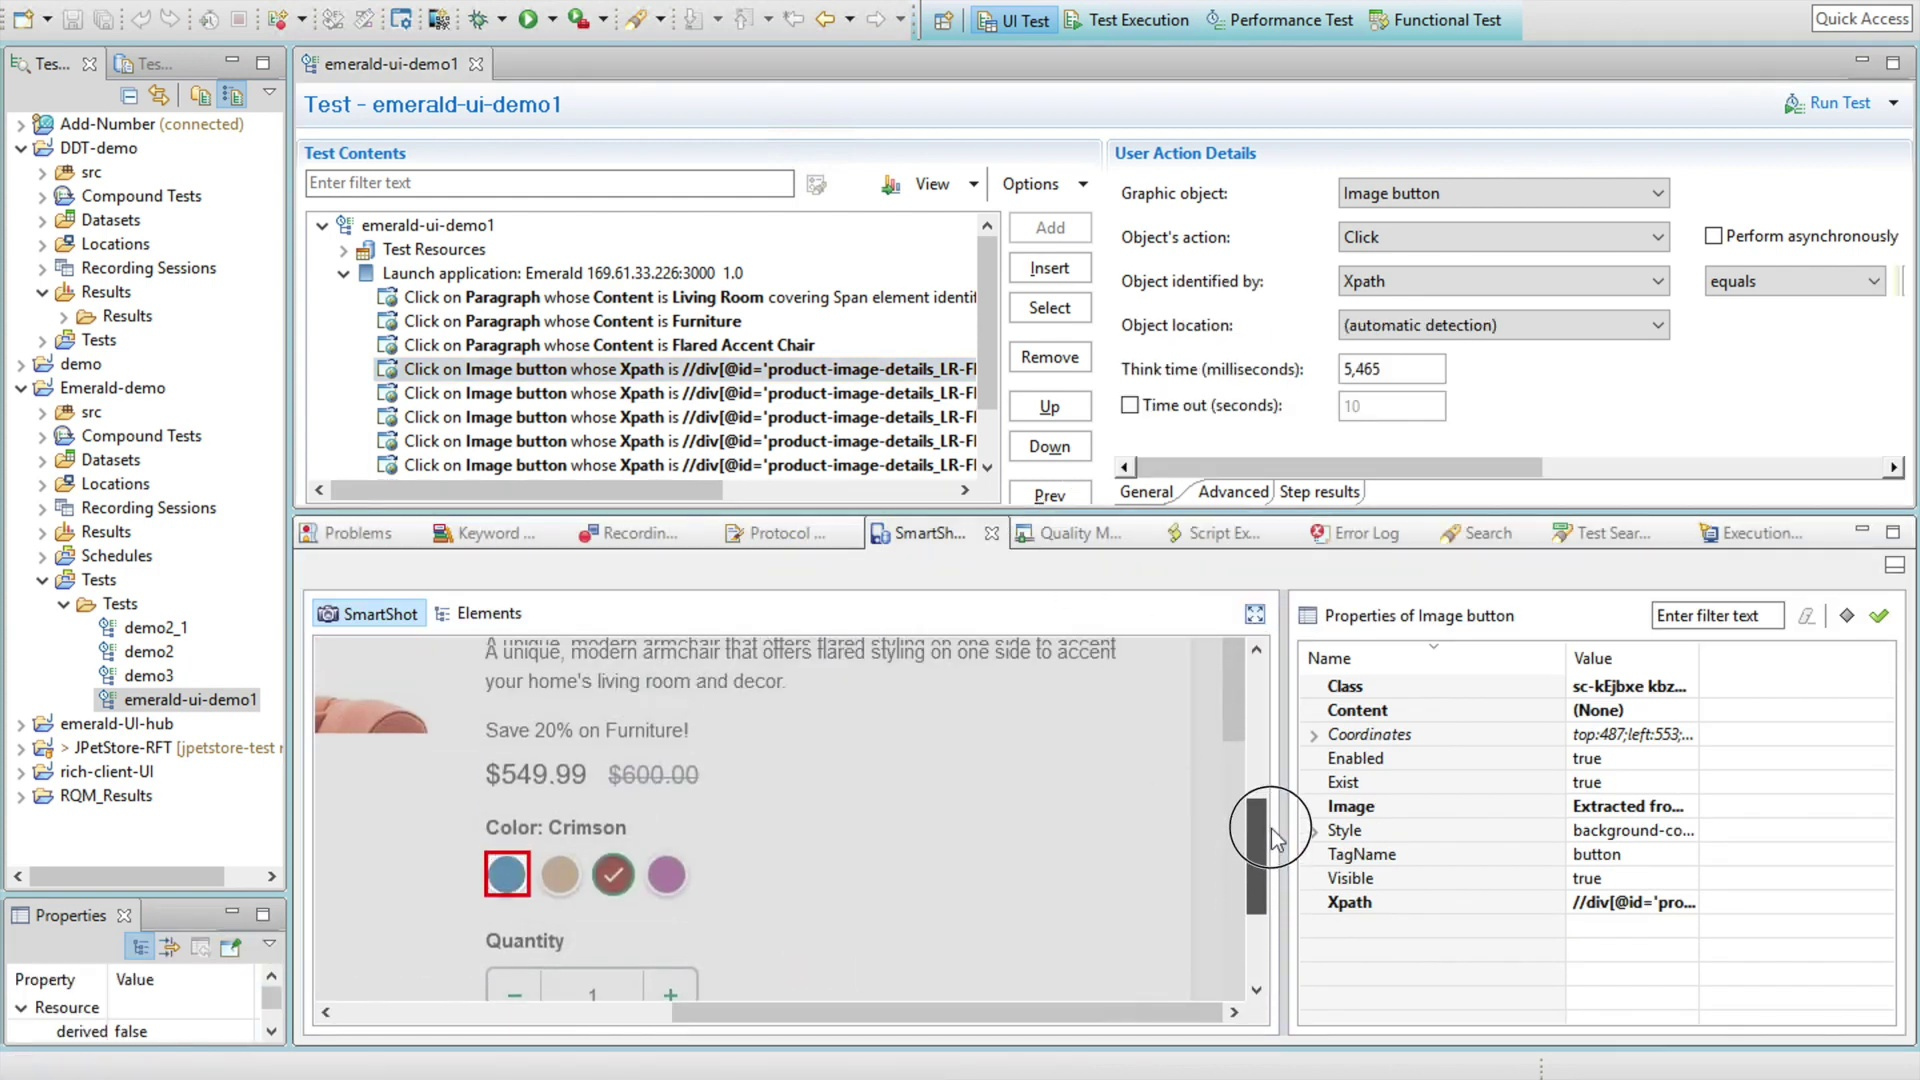 UI Test
Test Execution
Performance Test
Functional Test
Quick Access
Tes...
Tes...
emerald-ui-demo1
Test - emerald-ui-demo1
Run Test
Add-Number (connected)
DDT-demo
src
Compound Tests
Datasets
Locations
Recording Sessions
Results
Results
Tests
demo
Emerald-demo
src
Compound Tests
Datasets
Locations
Recording Sessions
Results
Schedules
Tests
Tests
demo2_1
demo2
demo3
emerald-ui-demo1
emerald-UI-hub
> JPetStore-RFT [jpetstore-test r
rich-client-UI
RQM_Results
Properties
Property Value
Resource
derived false
Test Contents
Enter filter text
View
Options
emerald-ui-demo1
Test Resources
Launch application: Emerald 169.61.33.226:3000 1.0
Click on Paragraph whose Content is Living Room covering Span element identif
Click on Paragraph whose Content is Furniture
Click on Paragraph whose Content is Flared Accent Chair
Click on Image button whose Xpath is //div[@id='product-image-details_LR-Fl
Click on Image button whose Xpath is //div[@id='product-image-details_LR-Fl
Click on Image button whose Xpath is //div[@id='product-image-details_LR-Fl
Click on Image button whose Xpath is //div[@id='product-image-details_LR-Fl
Click on Image button whose Xpath is //div[@id='product-image-details_LR-Fl
Add
Insert
Select
Remove
Up
Down
Prev
User Action Details
Graphic object: Image button
Object's action: Click
Perform asynchronously
Object identified by: Xpath
equals
Object location: (automatic detection)
Think time (milliseconds): 5,465
Time out (seconds): 10
General
Advanced
Step results
Problems
Keyword ...
Recordin...
Protocol ...
SmartSh...
Quality M...
Script Ex...
Error Log
Search
Test Sear...
Execution...
SmartShot
Elements
A unique, modern armchair that offers flared styling on one side to accent
your home's living room and decor.
Save 20% on Furniture!
$549.99 $600.00
Color: Crimson
Quantity
− 1 +
Properties of Image button
Enter filter text
Name Value
Class sc-kEjbxe kbz...
Content (None)
Coordinates top:487;left:553;...
Enabled true
Exist true
Image Extracted fro...
Style background-co...
TagName button
Visible true
Xpath //div[@id='pro...